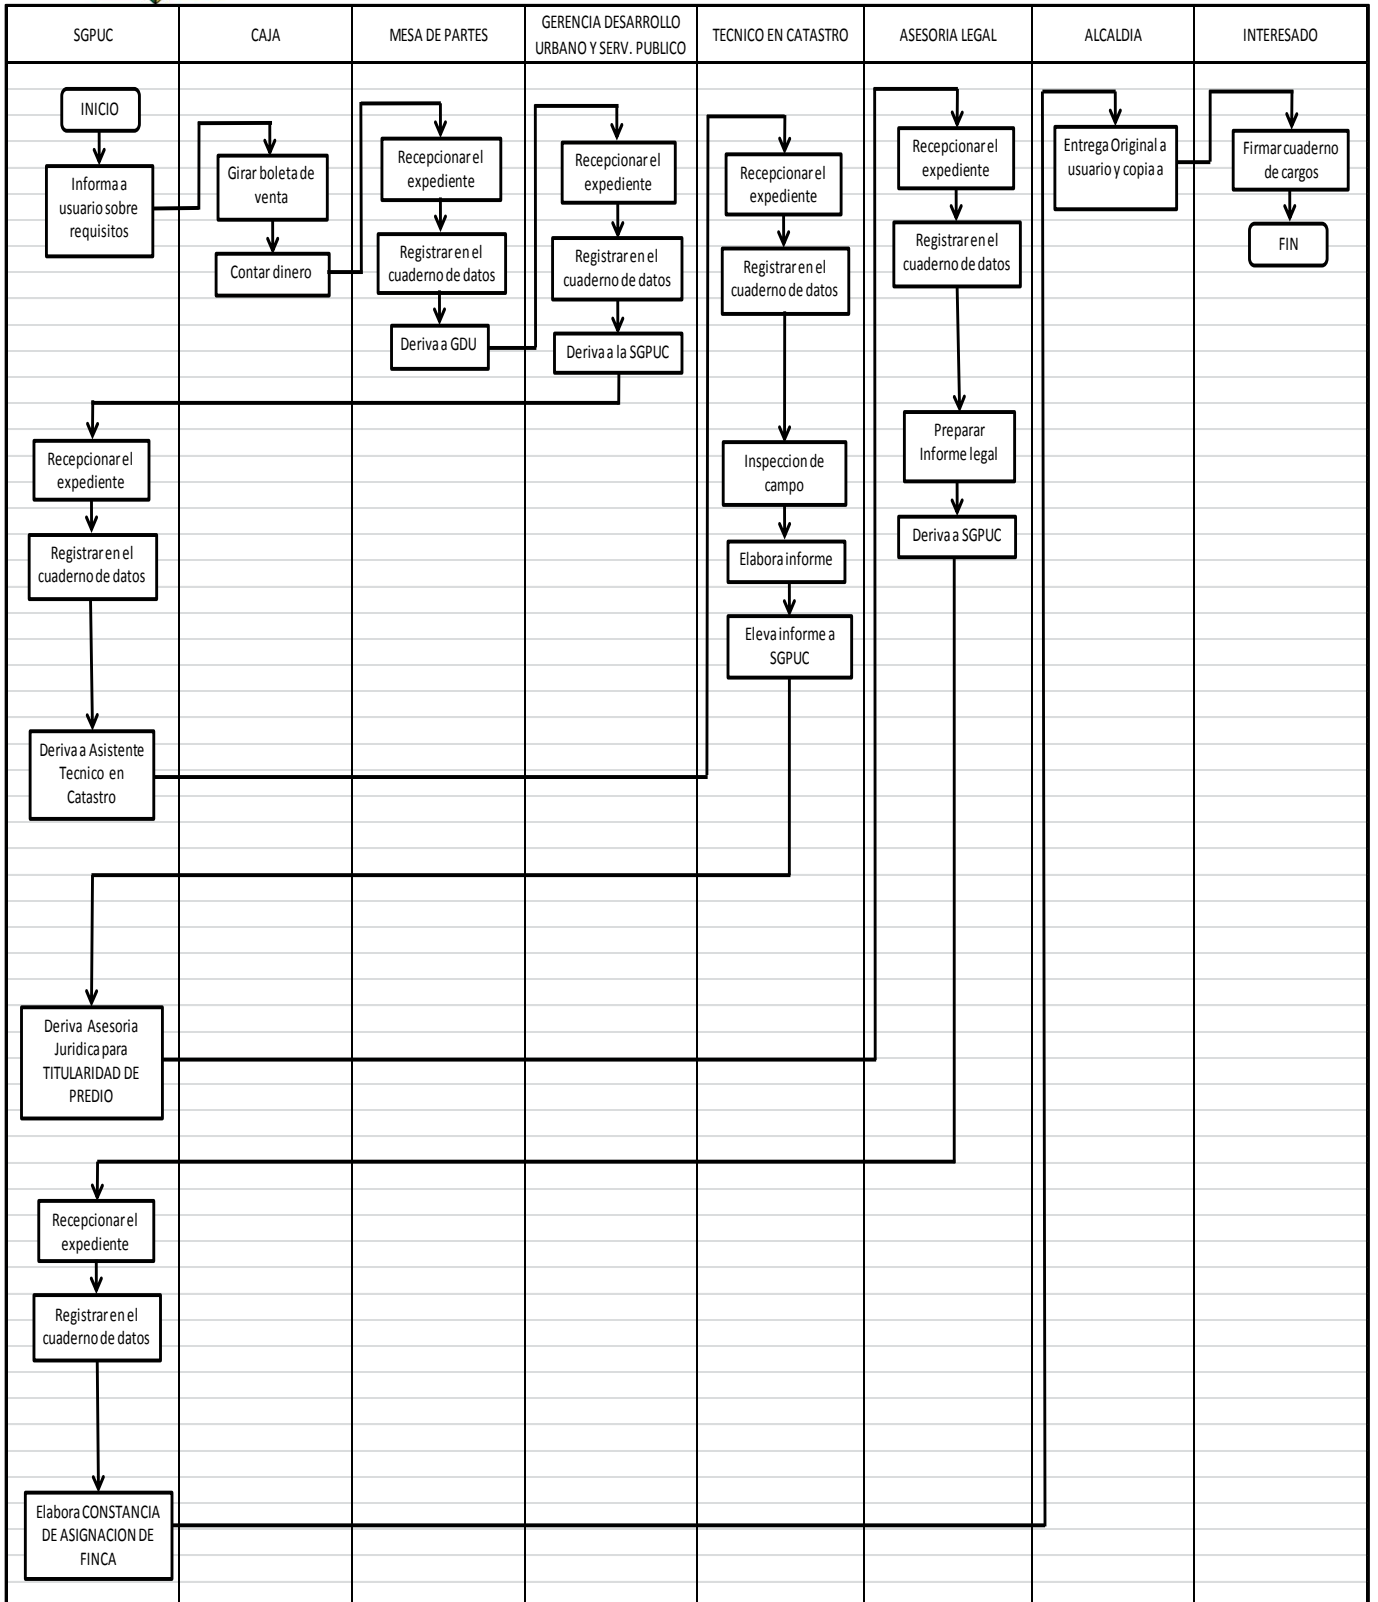 SGPUC
CAJA
MESA DE PARTES
GERENCIA DESARROLLO
URBANO Y SERV. PUBLICO
TECNICO EN CATASTRO
ASESORIA LEGAL
ALCALDIA
INTERESADO
INICIO
Informa a
usuario sobre
requisitos
Girar boleta de
venta
Contar dinero
Recepcionar el
expediente
Registrar en el
cuaderno de datos
Deriva a GDU
Recepcionar el
expediente
Registrar en el
cuaderno de datos
Deriva a la SGPUC
Recepcionar el
expediente
Registrar en el
cuaderno de datos
Inspeccion de
campo
Elabora informe
Eleva informe a
SGPUC
Recepcionar el
expediente
Registrar en el
cuaderno de datos
Preparar
Informe legal
Deriva a SGPUC
Entrega Original a
usuario y copia a
Firmar cuaderno
de cargos
FIN
Recepcionar el
expediente
Registrar en el
cuaderno de datos
Deriva a Asistente
Tecnico en
Catastro
Deriva Asesoria
Juridica para
TITULARIDAD DE
PREDIO
Recepcionar el
expediente
Registrar en el
cuaderno de datos
Elabora CONSTANCIA
DE ASIGNACION DE
FINCA